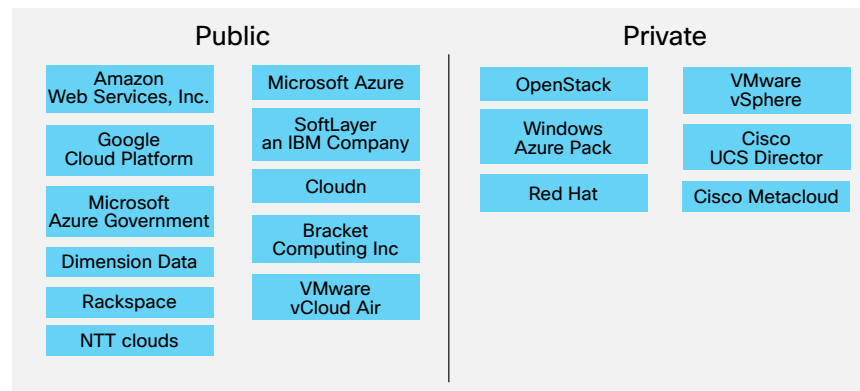 Public
Amazon
Web Services, Inc.
Google
Cloud Platform
Microsoft
Azure Government
Dimension Data
Rackspace
NTT clouds
Microsoft Azure
SoftLayer
an IBM Company
Cloudn
Bracket
Computing Inc
VMware
vCloud Air
Private
OpenStack
Windows
Azure Pack
Red Hat
VMware
vSphere
Cisco
UCS Director
Cisco Metacloud